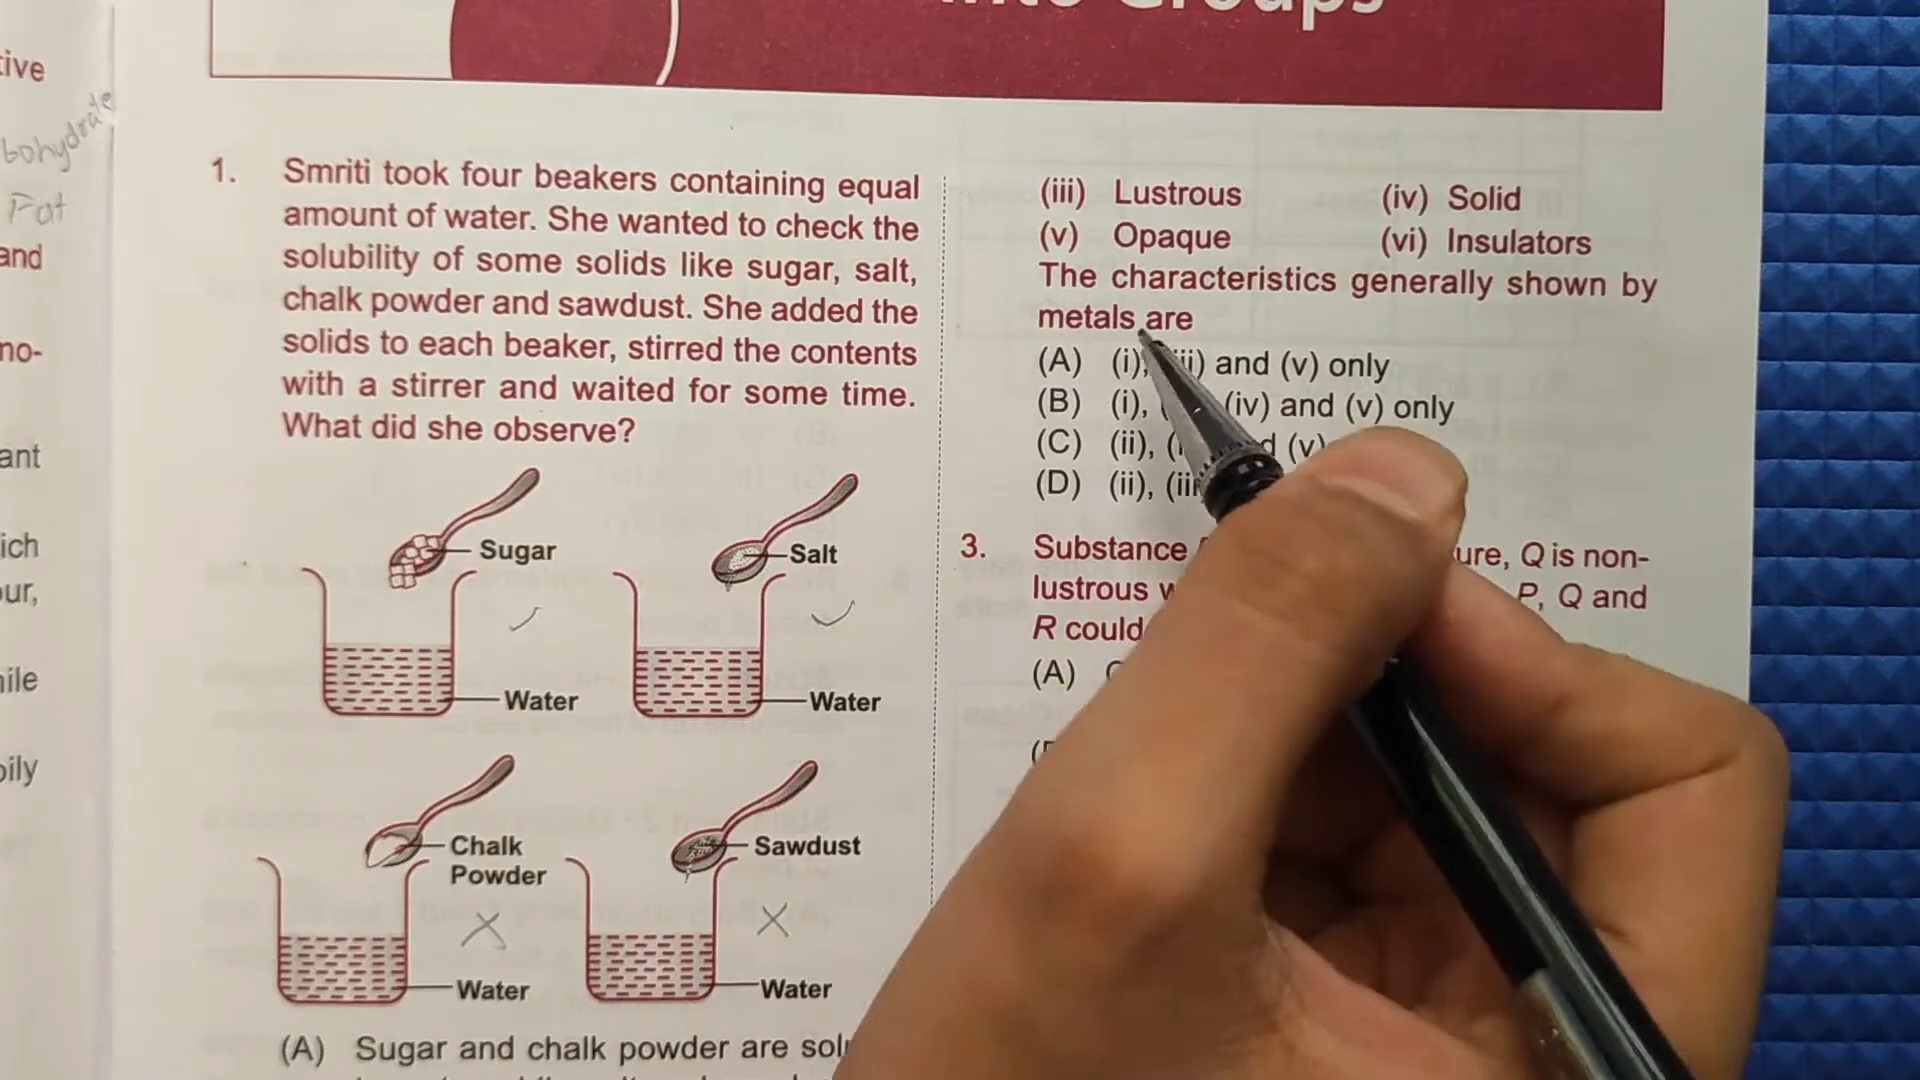 into Groups
tive
bohydrate
Fat
and
no-
ant
ich
our,
ile
oily
1. Smriti took four beakers containing equal
amount of water. She wanted to check the
solubility of some solids like sugar, salt,
chalk powder and sawdust. She added the
solids to each beaker, stirred the contents
with a stirrer and waited for some time.
What did she observe?
Sugar
Salt
Water
Water
Chalk
Powder
Sawdust
Water
Water
(A) Sugar and chalk powder are
(iii) Lustrous (iv) Solid
(v) Opaque (vi) Insulators
The characteristics generally shown by
metals are
(A) (i), and (v) only
(B) (i), (iv) and (v) only
(C) (ii), (v)
(D) (ii),
3. Substance Q is non-
lustrous P, Q and
R could
(A)